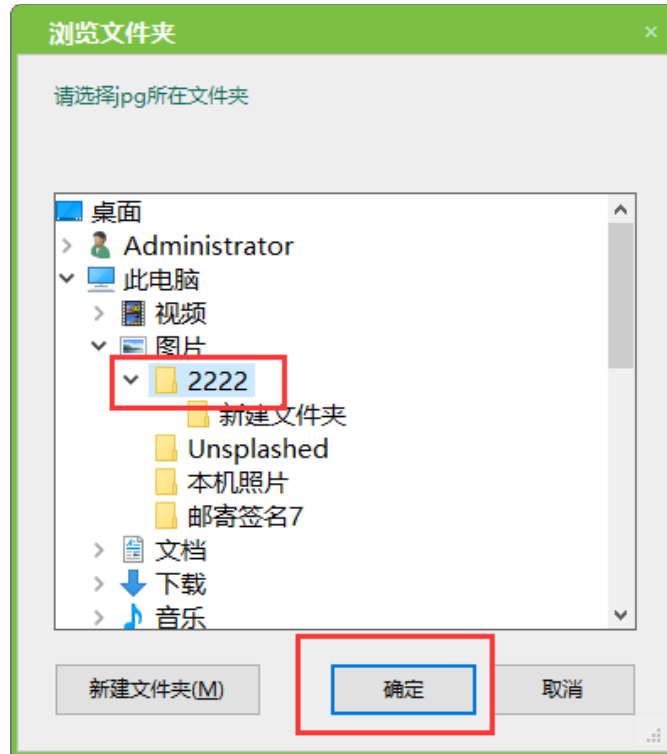 浏览文件夹
请选择jpg所在文件夹
桌面
Administrator
此电脑
视频
图片
2222
新建文件夹
Unsplashed
本机照片
邮寄签名7
文档
下载
音乐
新建文件夹(M) 确定 取消